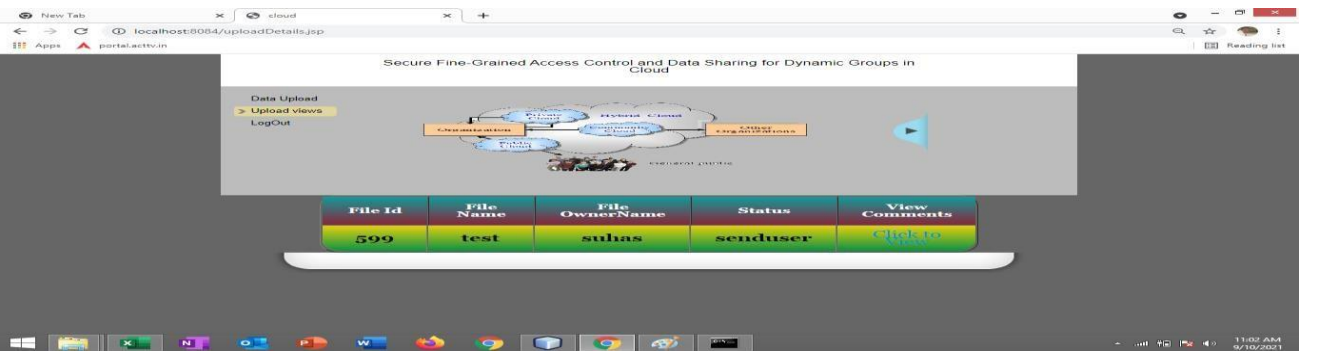 New Tab
cloud
localhost:8084/uploadDetails.jsp
Apps
portal.acttv.in
Reading list
Secure Fine-Grained Access Control and Data Sharing for Dynamic Groups in
Cloud
Data Upload
> Upload views
LogOut
Private
Cloud
Hybrid Cloud
Organization
Community
Cloud
Other
Organizations
Public
Cloud
General public
File Id
File
Name
File
OwnerName
Status
View
Comments
599
test
suhas
senduser
Click to
View
11:02 AM
9/10/2021